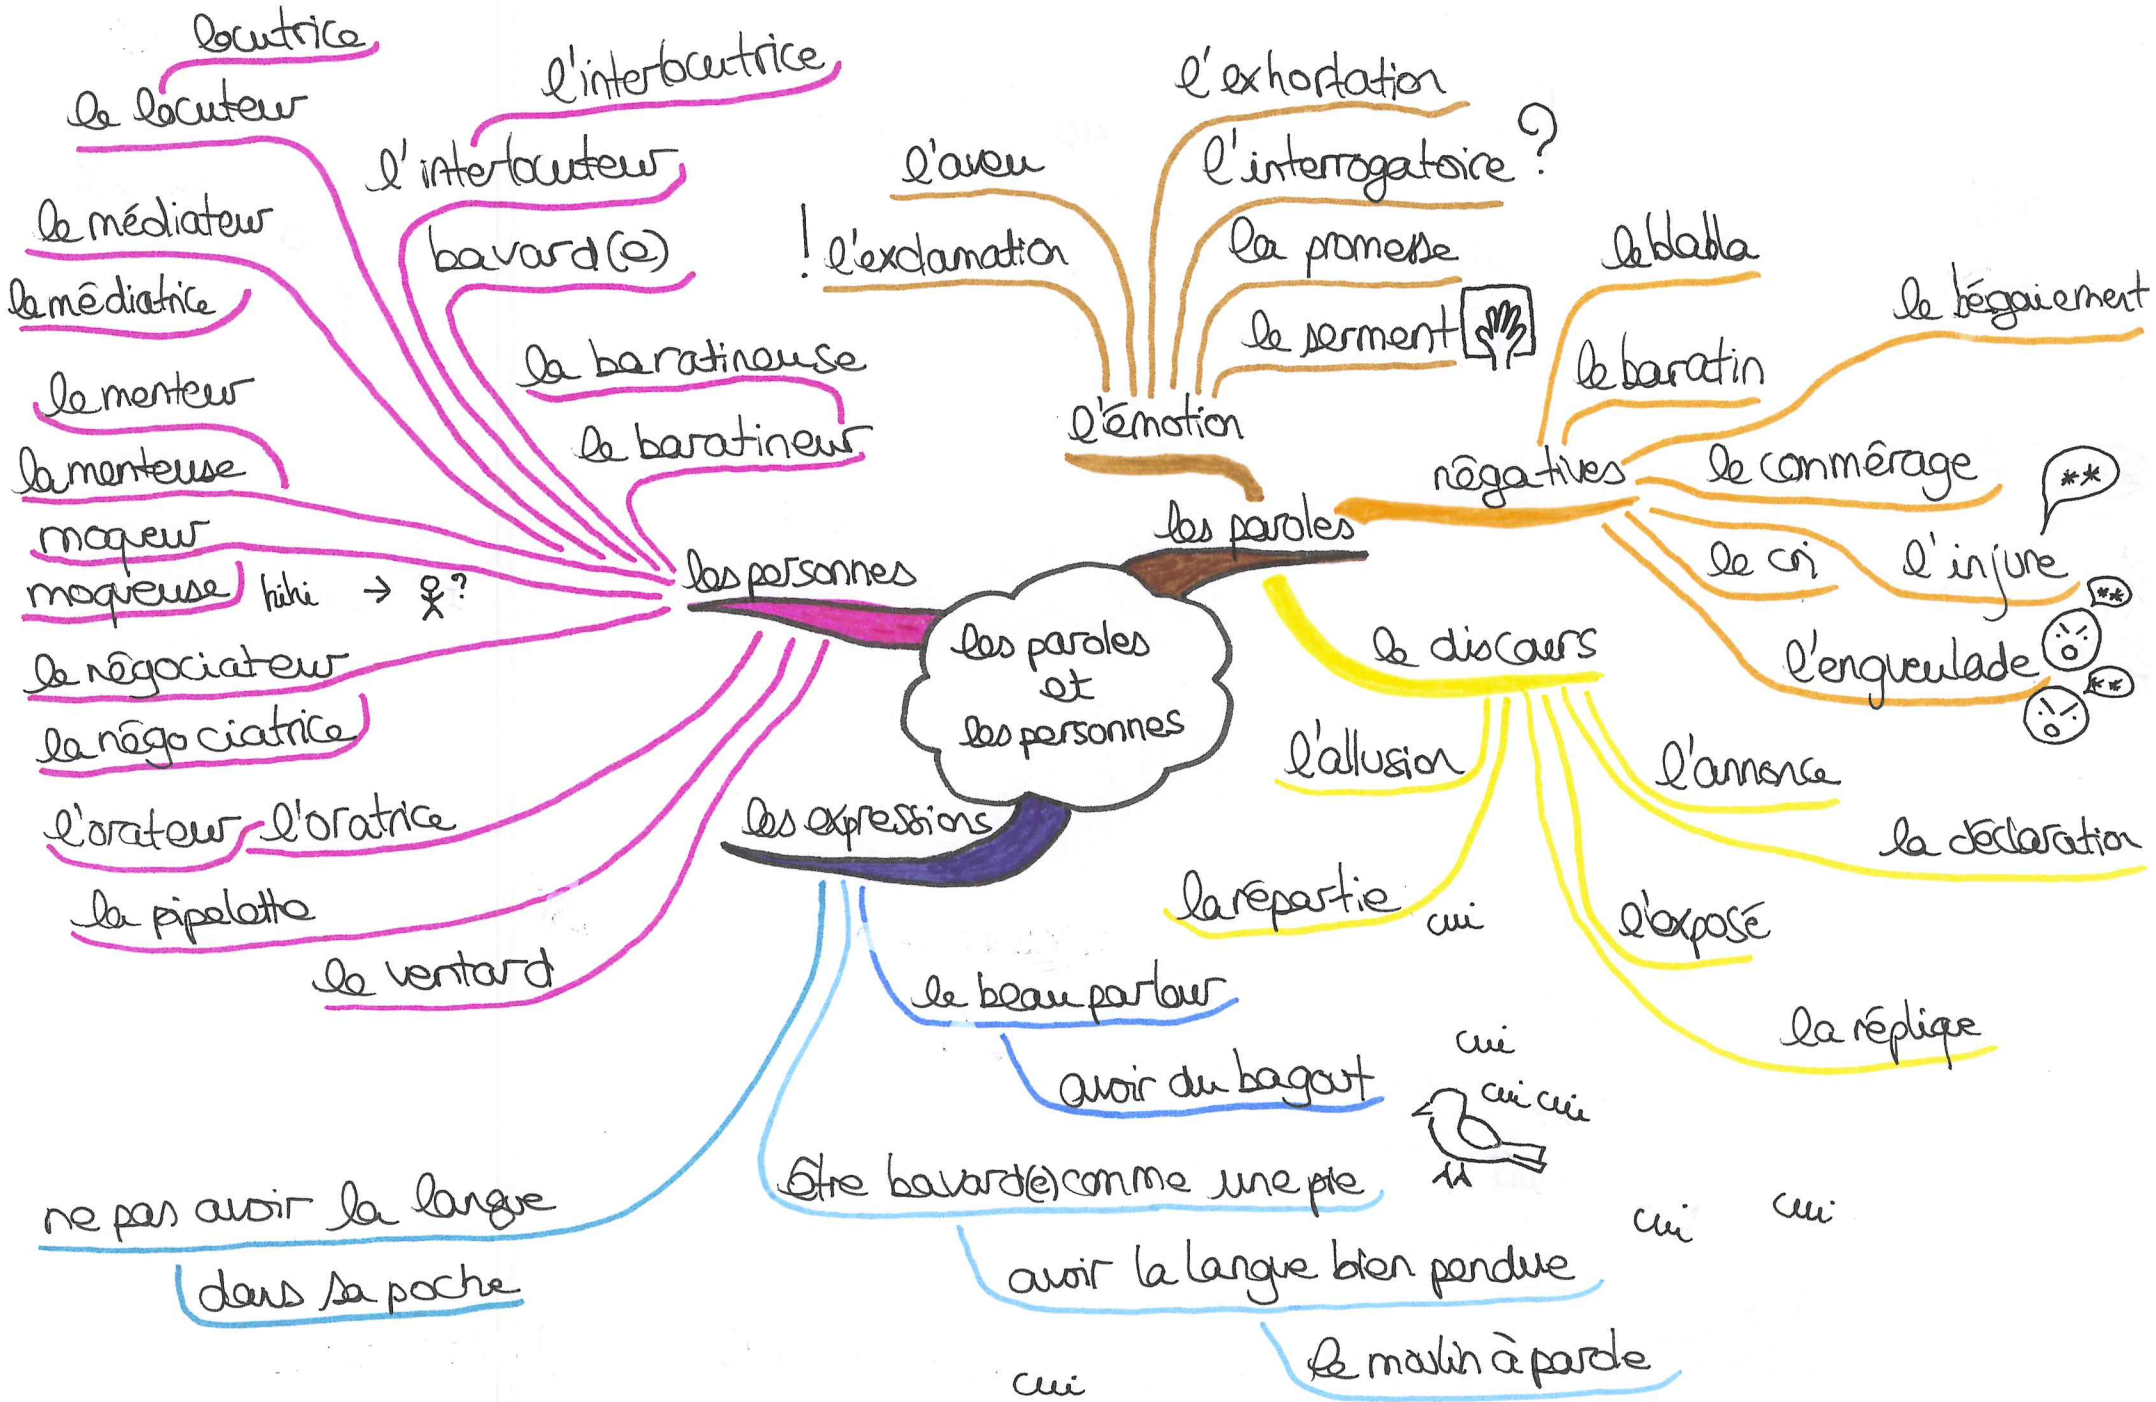 locutrice
le locuteur
l'interlocutrice
l'interlocuteur
le médiateur
la médiatrice
bavard(e)
la baratineuse
le baratineur
le menteur
la menteuse
moqueur
moqueuse
hihi
?
le négociateur
la négociatrice
l'orateur
l'oratrice
la pipelette
le ventard
les personnes
les paroles
et
les personnes
les paroles
l'émotion
l'exhortation
l'aveu
l'interrogatoire ?
! l'exclamation
la promesse
le serment
négatives
le blabla
le bégaiement
le baratin
le commérage
**
le cri
l'injure
**
l'engueulade
**
le discours
l'allusion
l'annonce
la déclaration
la répartie
l'exposé
la réplique
les expressions
le beau parleur
avoir du bagout
être bavard(e) comme une pie
avoir la langue bien pendue
le moulin à parole
ne pas avoir la langue
dans sa poche
cui
cui
cui cui
cui
cui
cui